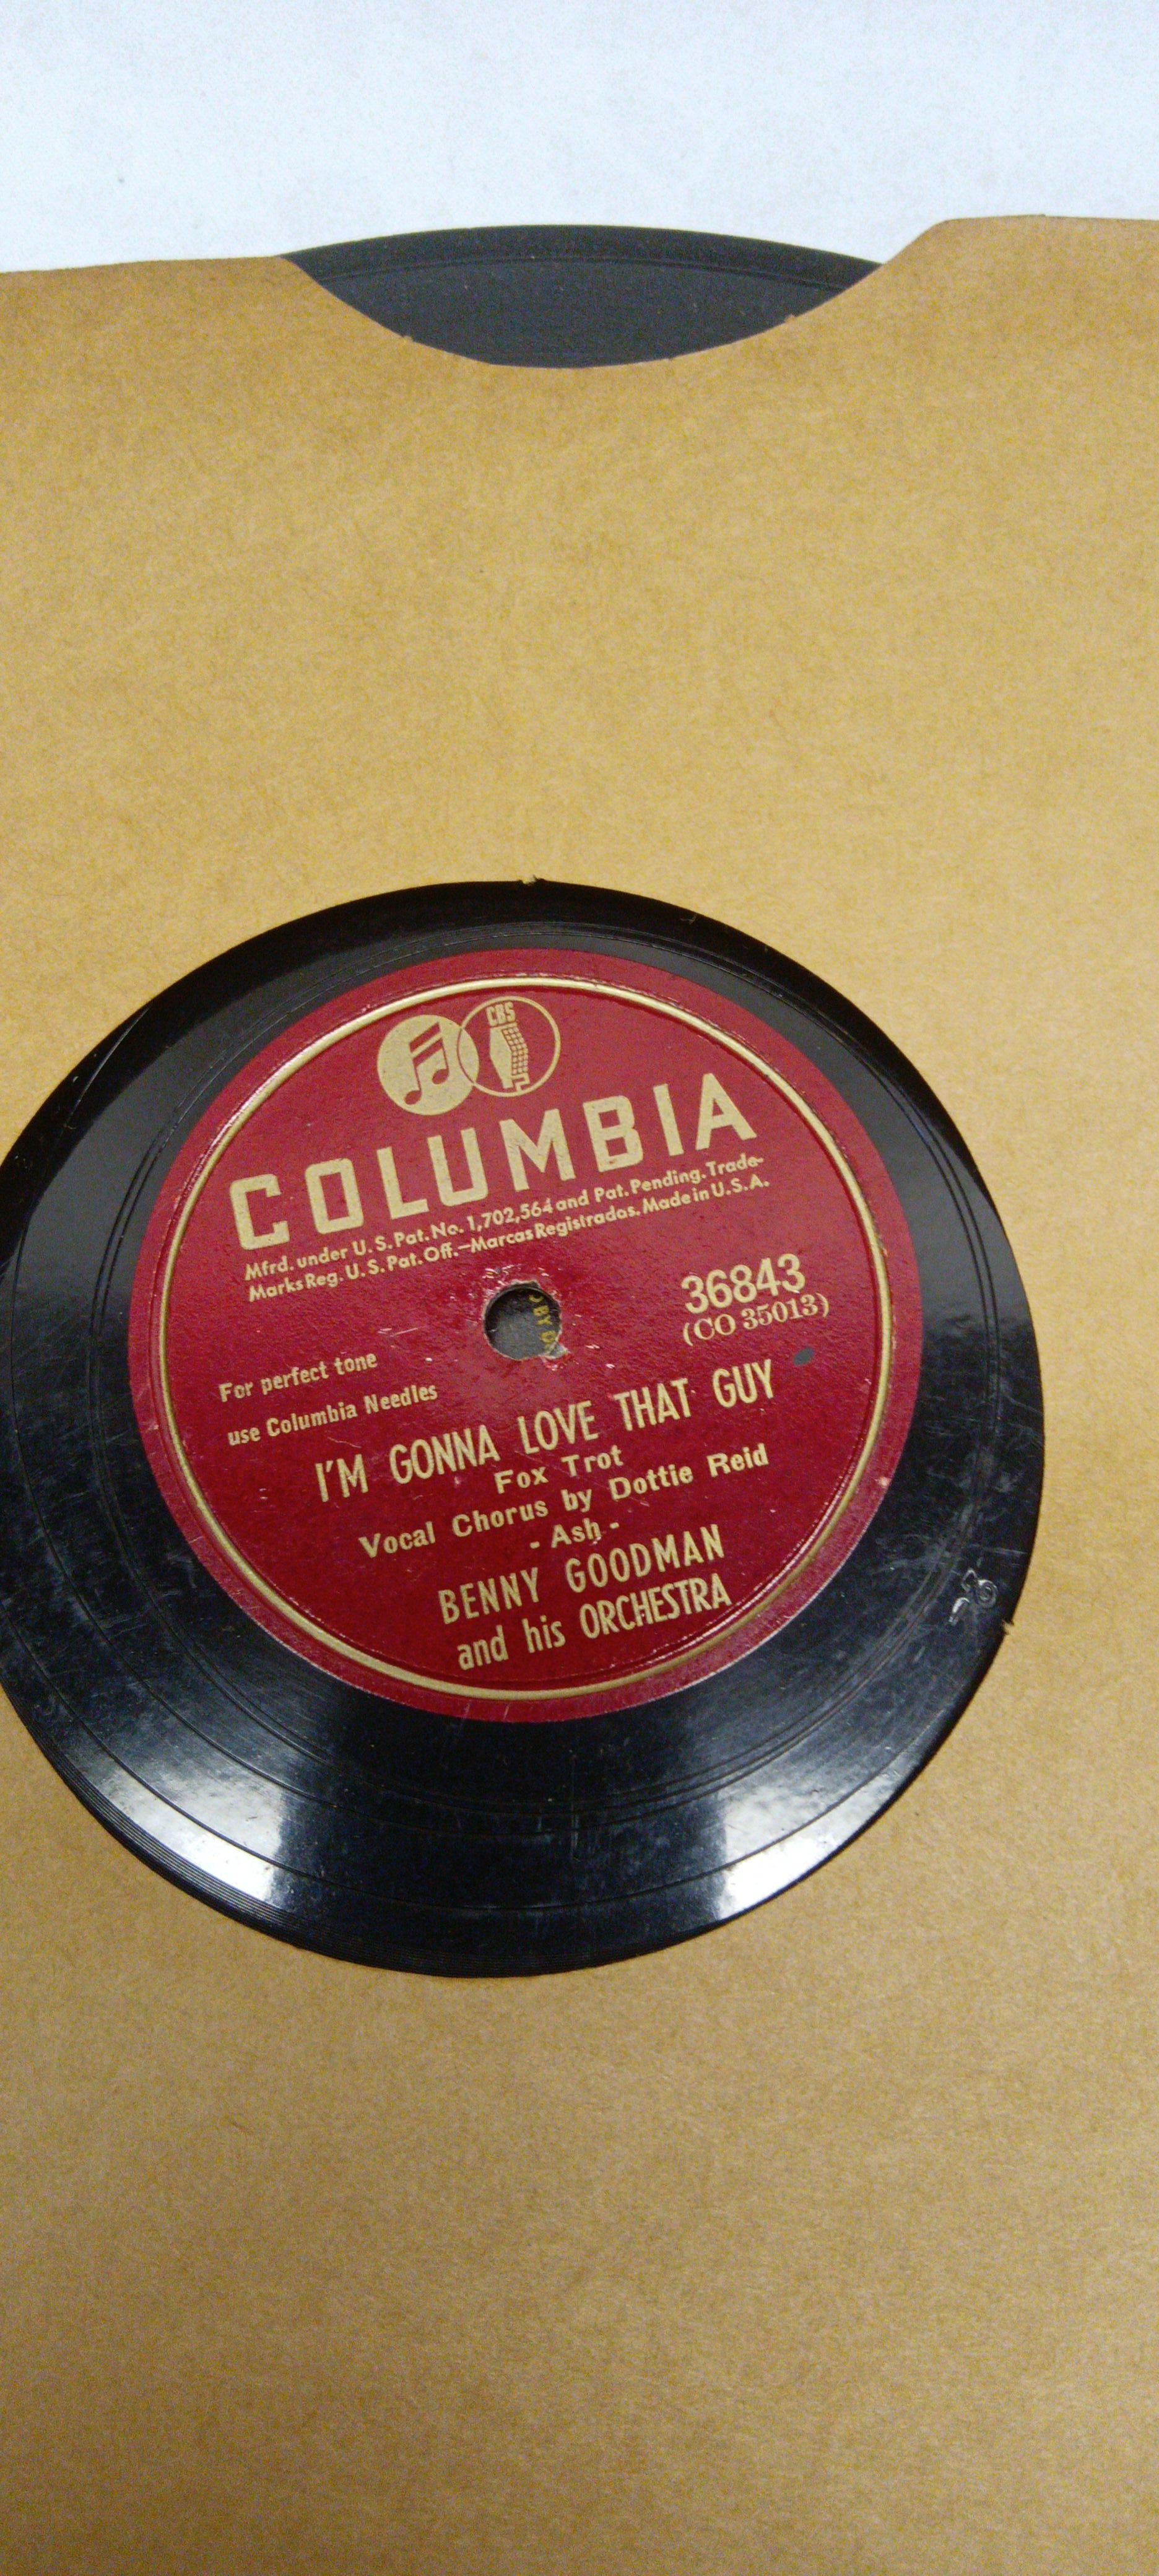 CBS
COLUMBIA
Mfrd. under U. S. Pat. No. 1,702,564 and Pat. Pending. Trade-
Marks Reg. U. S. Pat. Off.—Marcas Registradas. Made in U. S. A.
36843
(CO 35013)
For perfect tone
use Columbia Needles
I'M GONNA LOVE THAT GUY
Fox Trot
Vocal Chorus by Dottie Reid
- Ash -
BENNY GOODMAN
and his ORCHESTRA